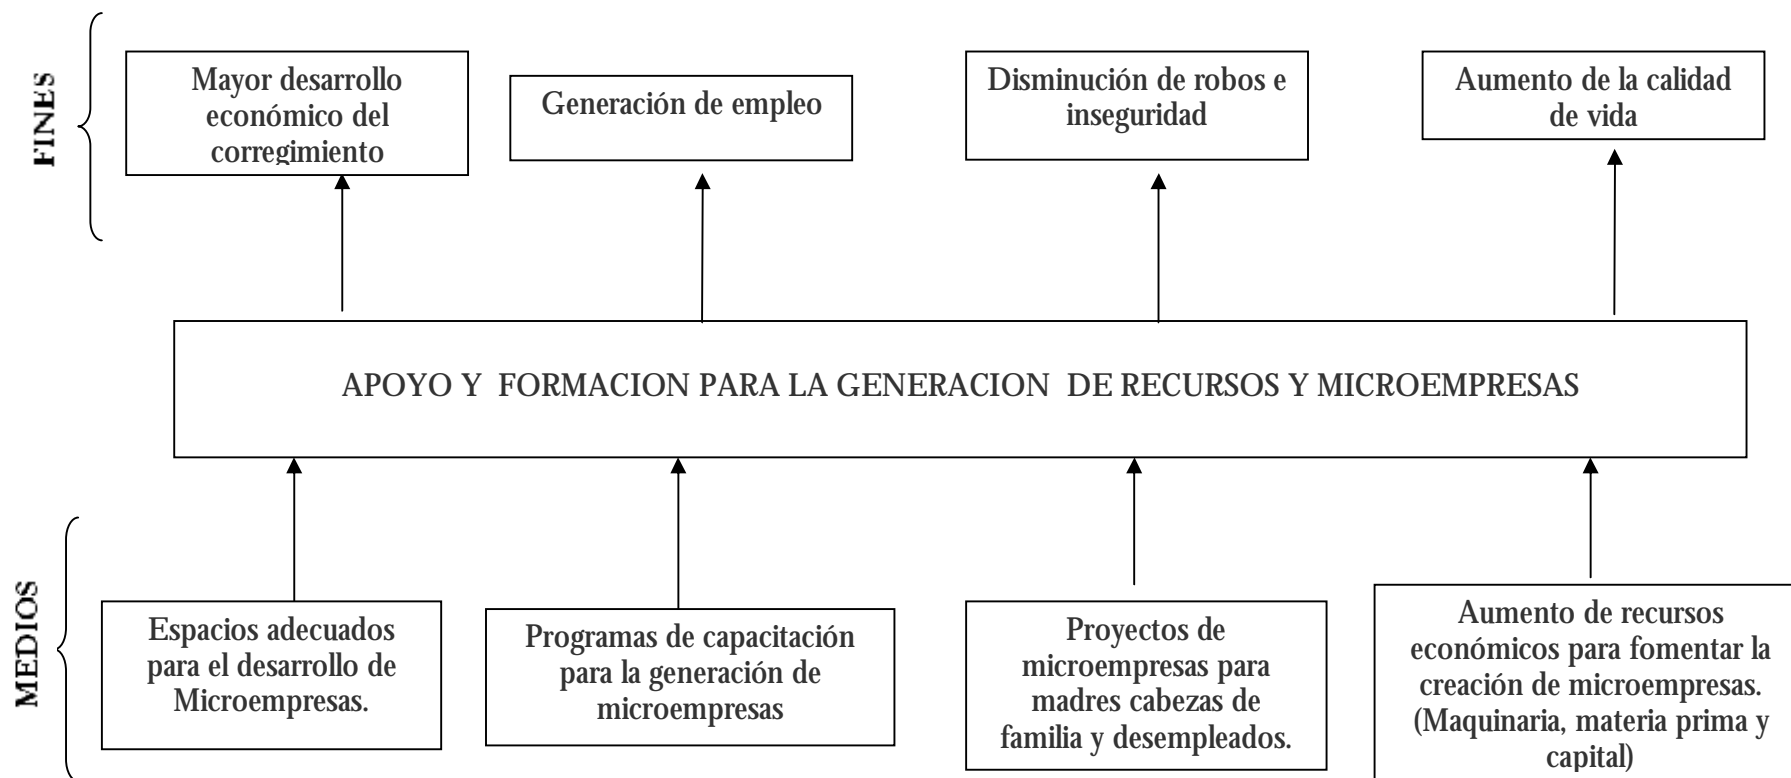 FINES
Mayor desarrollo
económico del
corregimiento
Generación de empleo
Disminución de robos e
inseguridad
Aumento de la calidad
de vida
APOYO Y FORMACION PARA LA GENERACION DE RECURSOS Y MICROEMPRESAS
MEDIOS
Espacios adecuados
para el desarrollo de
Microempresas.
Programas de capacitación
para la generación de
microempresas
Proyectos de
microempresas para
madres cabezas de
familia y desempleados.
Aumento de recursos
económicos para fomentar la
creación de microempresas.
(Maquinaria, materia prima y
capital)